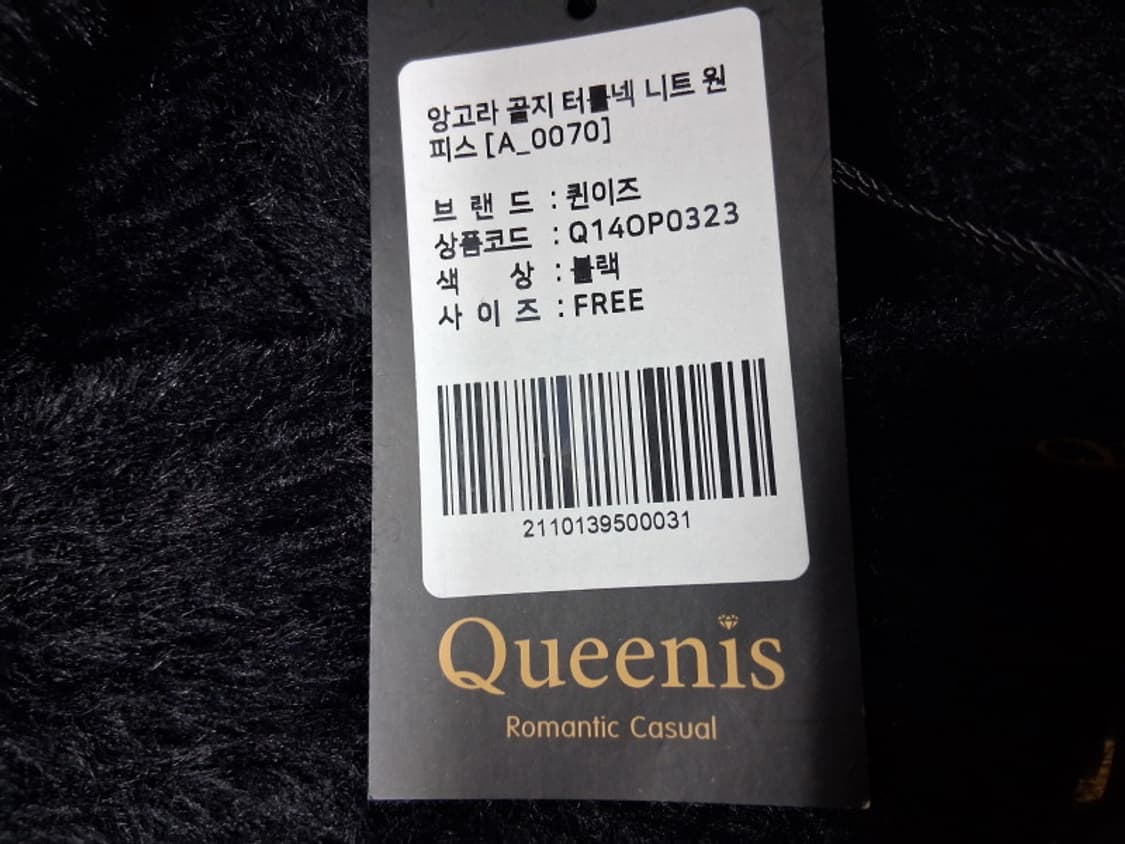 앙고라 골지 터틀넥 니트 원
피스 [A_0070]
브 랜 드 : 퀸이즈
상품코드 : Q14OP0323
색 상 : 블랙
사 이 즈 : FREE
2110139500031
Queenis
Romantic Casual